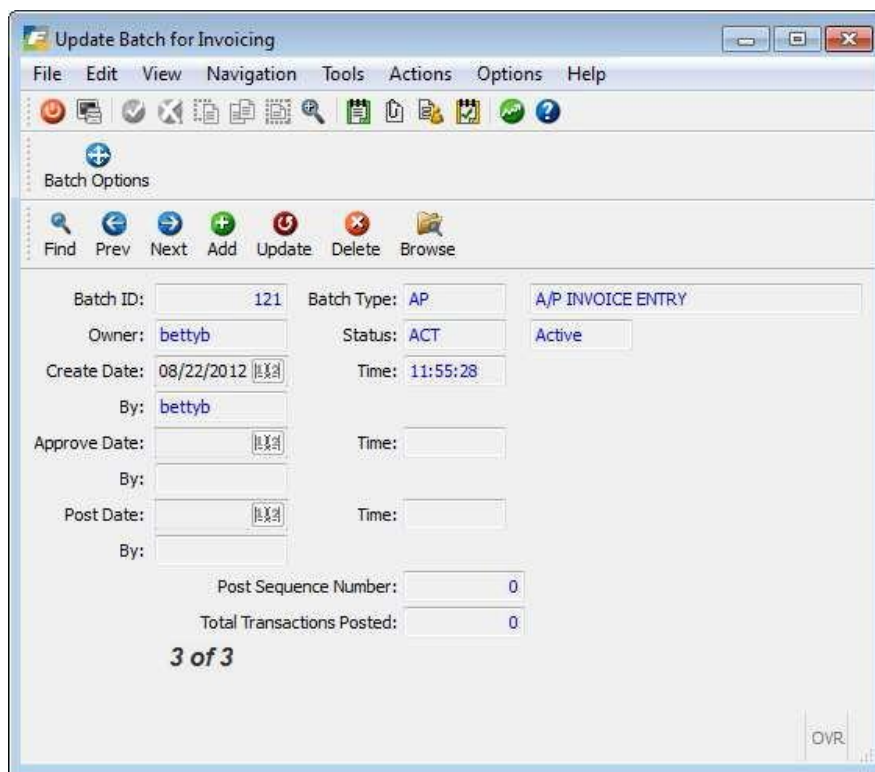 Update Batch for Invoicing
File Edit View Navigation Tools Actions Options Help
Batch Options
Find Prev Next Add Update Delete Browse
Batch ID: 121 Batch Type: AP A/P INVOICE ENTRY
Owner: bettyb Status: ACT Active
Create Date: 08/22/2012 Time: 11:55:28
By: bettyb
Approve Date: Time:
By:
Post Date: Time:
By:
Post Sequence Number: 0
Total Transactions Posted: 0
3 of 3
OVR